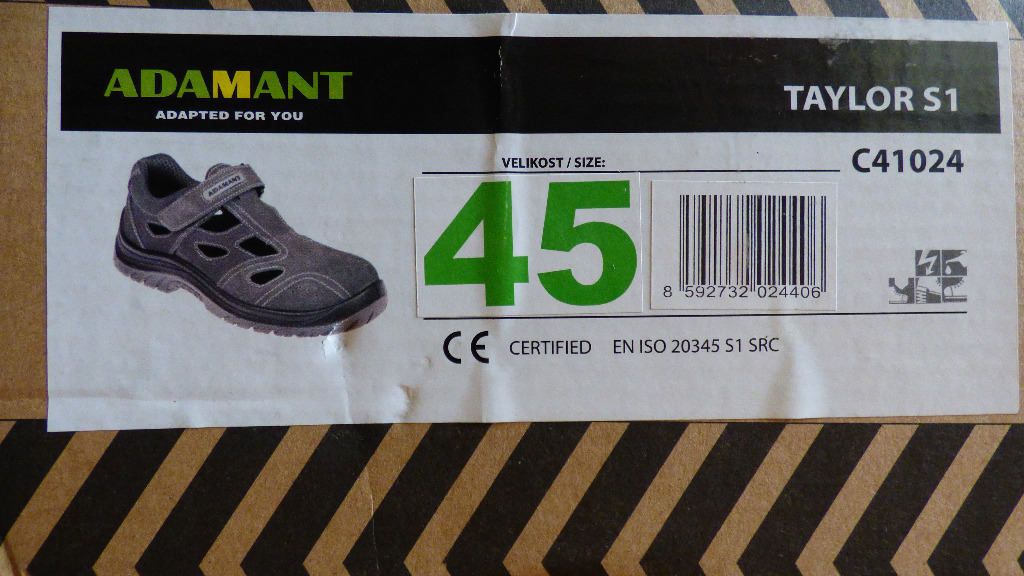 ADAMANT
ADAPTED FOR YOU
TAYLOR S1
C41024
VELIKOST / SIZE:
ADAMANT
45
8 592732 024406
CE CERTIFIED EN ISO 20345 S1 SRC